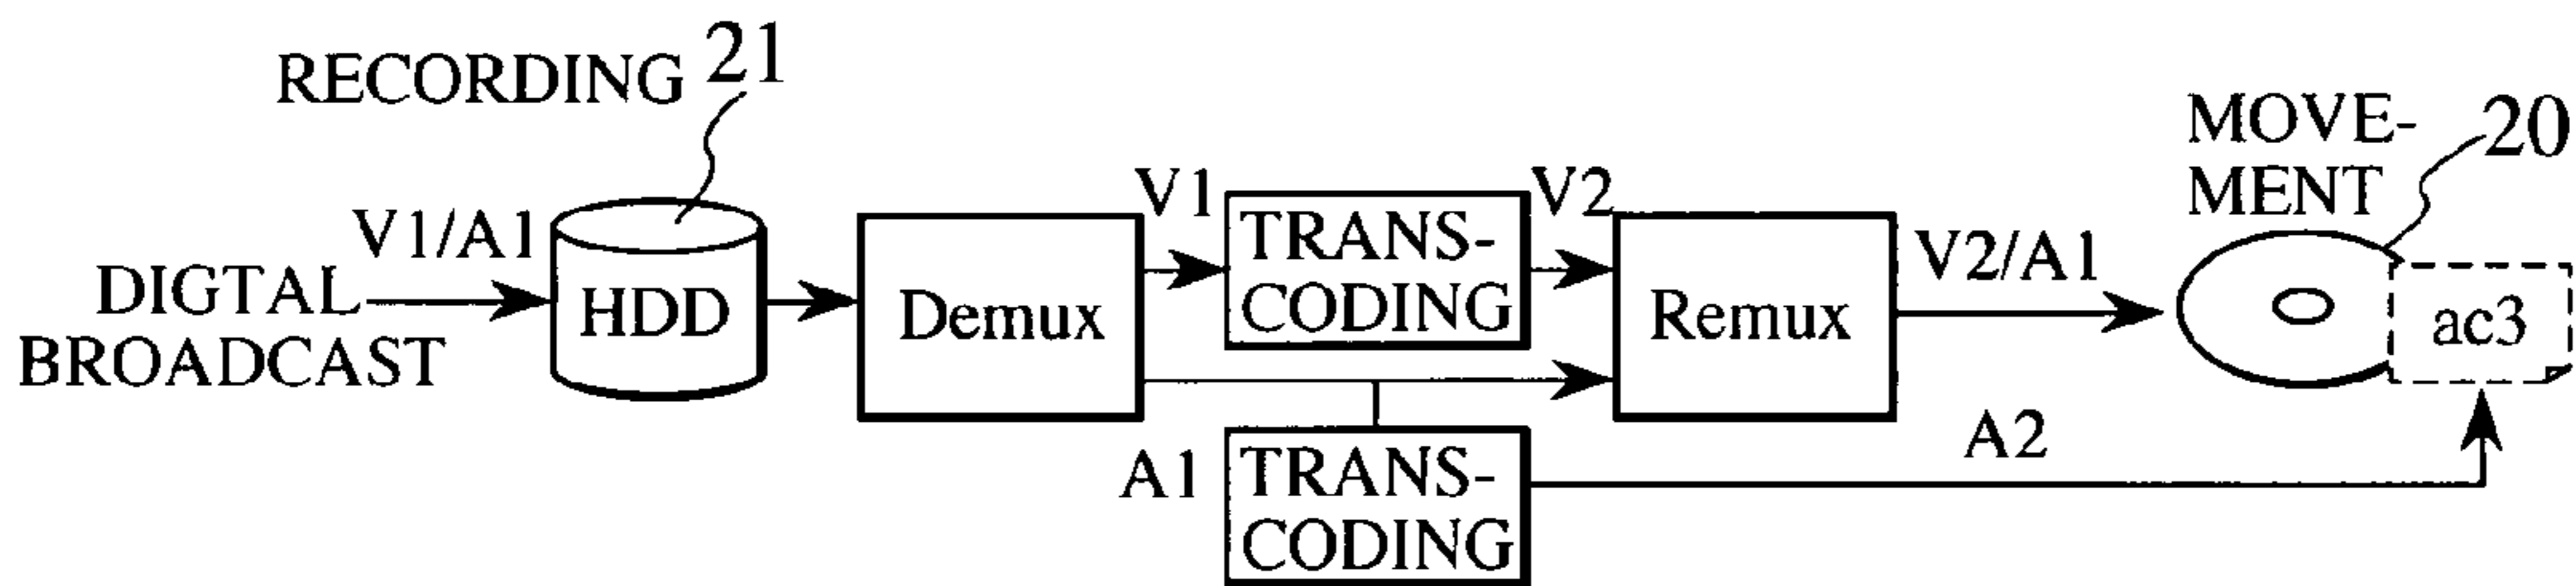 RECORDING 21
V1/A1
DIGTAL
BROADCAST
HDD
Demux
V1
TRANS-
CODING
V2
A1
TRANS-
CODING
Remux
V2/A1
A2
MOVE-
MENT
20
ac3